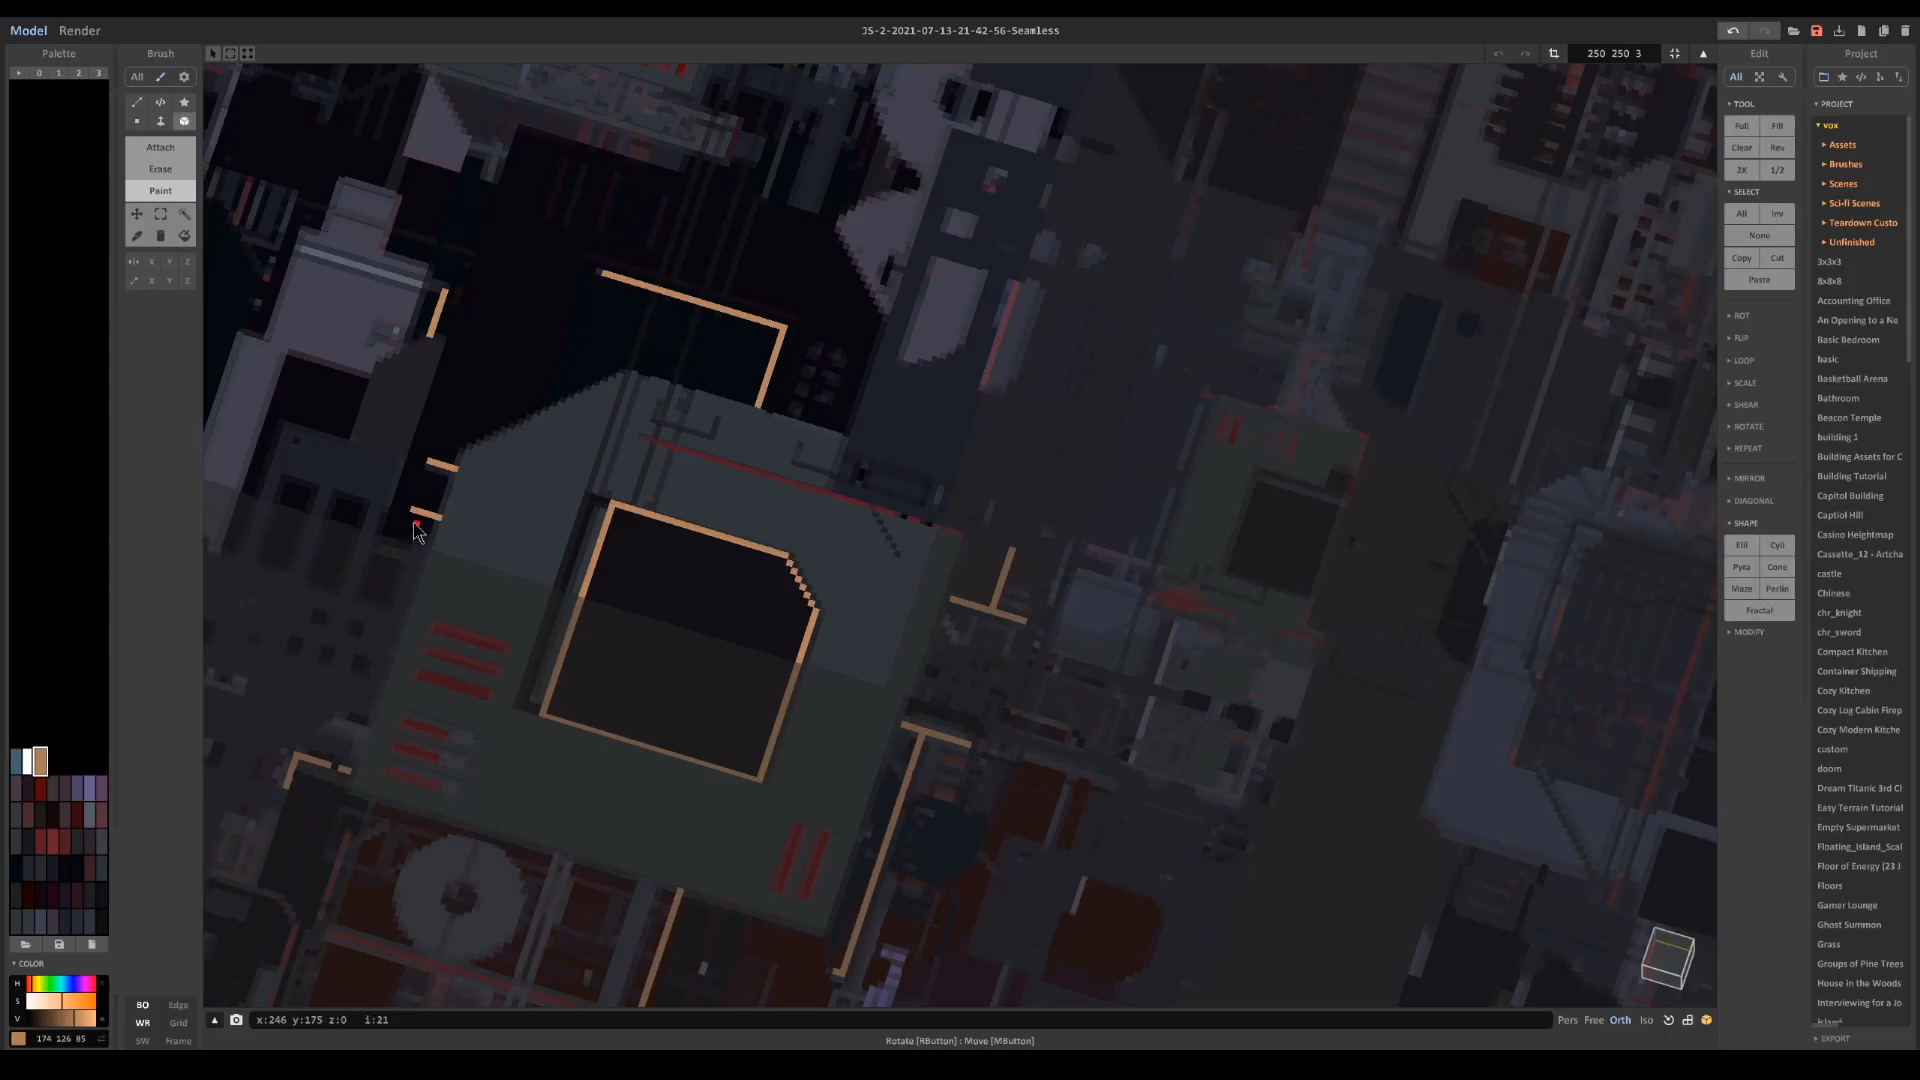 Model Render
JS-2-2021-07-13-21-42-56-Seamless
Palette
Brush
250 250 3
Edit
Project
0 1 2 3
All
All
TOOL
PROJECT
Full Fill
vox
Attach
Clear Rev
Assets
Erase
2X 1/2
Brushes
Paint
SELECT
Scenes
All Inv
Sci-fi Scenes
Teardown Custo
None
Unfinished
Copy Cut
X Y Z
3x3x3
X Y Z
Paste
8x8x8
Accounting Office
ROT
An Opening to a Ne
FLIP
Basic Bedroom
LOOP
basic
SCALE
Basketball Arena
Bathroom
SHEAR
Beacon Temple
ROTATE
building 1
REPEAT
Building Assets for C
MIRROR
Building Tutorial
DIAGONAL
Capitol Building
SHAPE
Capitol Hill
Elli Cyli
Casino Heightmap
Cassette_12 - Artcha
Pyra Cone
castle
Maze Perlin
Chinese
Fractal
chr_knight
MODIFY
chr_sword
Compact Kitchen
Container Shipping
Cozy Kitchen
Cozy Log Cabin Firep
Cozy Modern Kitche
custom
doom
Dream Titanic 3rd Cl
Easy Terrain Tutorial
Empty Supermarket
Floating_Island_Scal
Floor of Energy (23 J
Floors
Gamer Lounge
Ghost Summon
Grass
COLOR
Groups of Pine Trees
H
House in the Woods
S
BO Edge
Interviewing for a Jo
V
WR Grid
x:246 y:175 z:0 i:21
Pers Free Orth Iso
Island
174 126 85
SW Frame
Rotate [RButton] : Move [MButton]
EXPORT